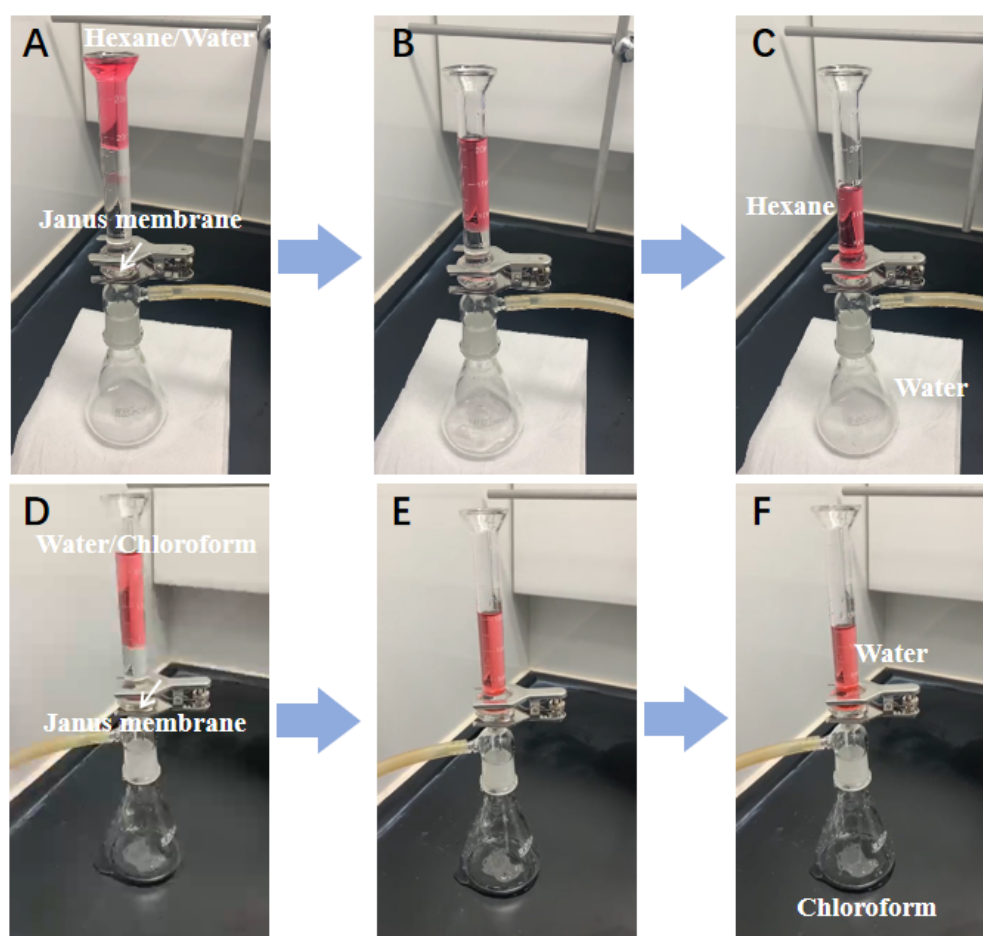 A
Hexane/Water
Janus membrane
B
C
Hexane
Water
D
Water/Chloroform
Janus membrane
E
F
Water
Chloroform